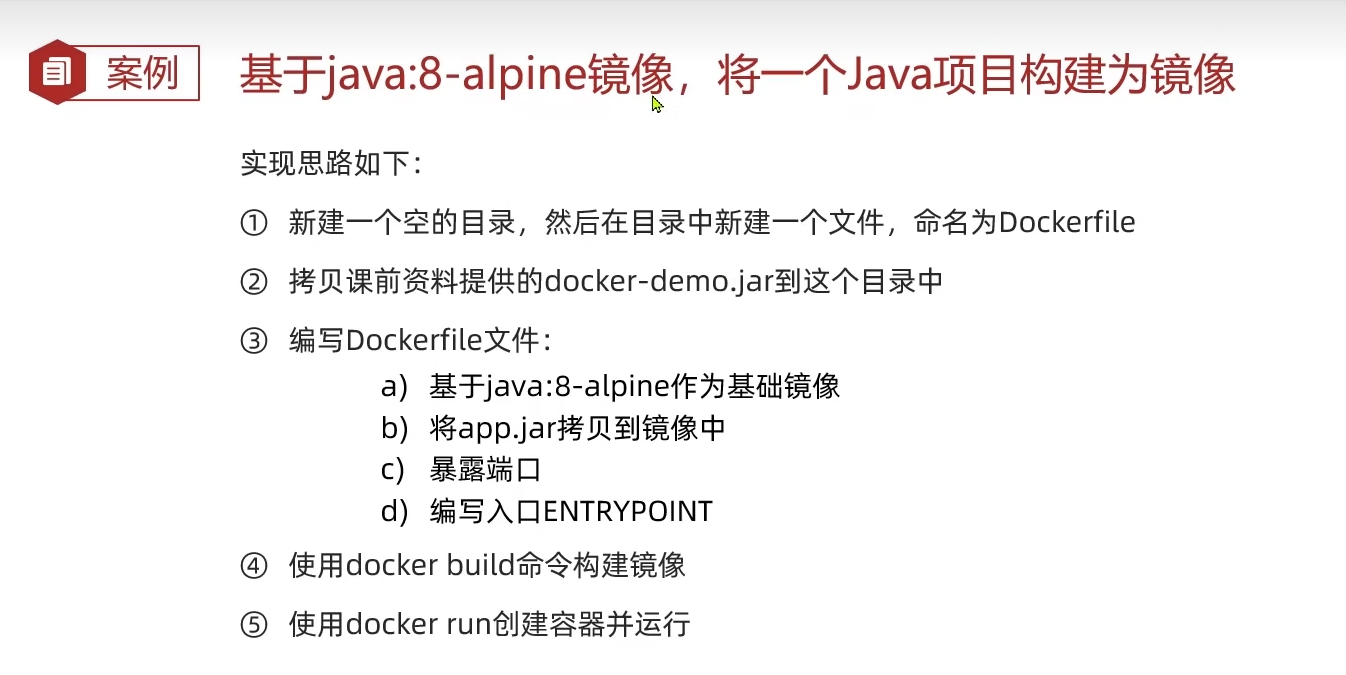 案例
基于java:8-alpine镜像，将一个Java项目构建为镜像
实现思路如下：
① 新建一个空的目录，然后在目录中新建一个文件，命名为Dockerfile
② 拷贝课前资料提供的docker-demo.jar到这个目录中
③ 编写Dockerfile文件：
a) 基于java:8-alpine作为基础镜像
b) 将app.jar拷贝到镜像中
c) 暴露端口
d) 编写入口ENTRYPOINT
④ 使用docker build命令构建镜像
⑤ 使用docker run创建容器并运行